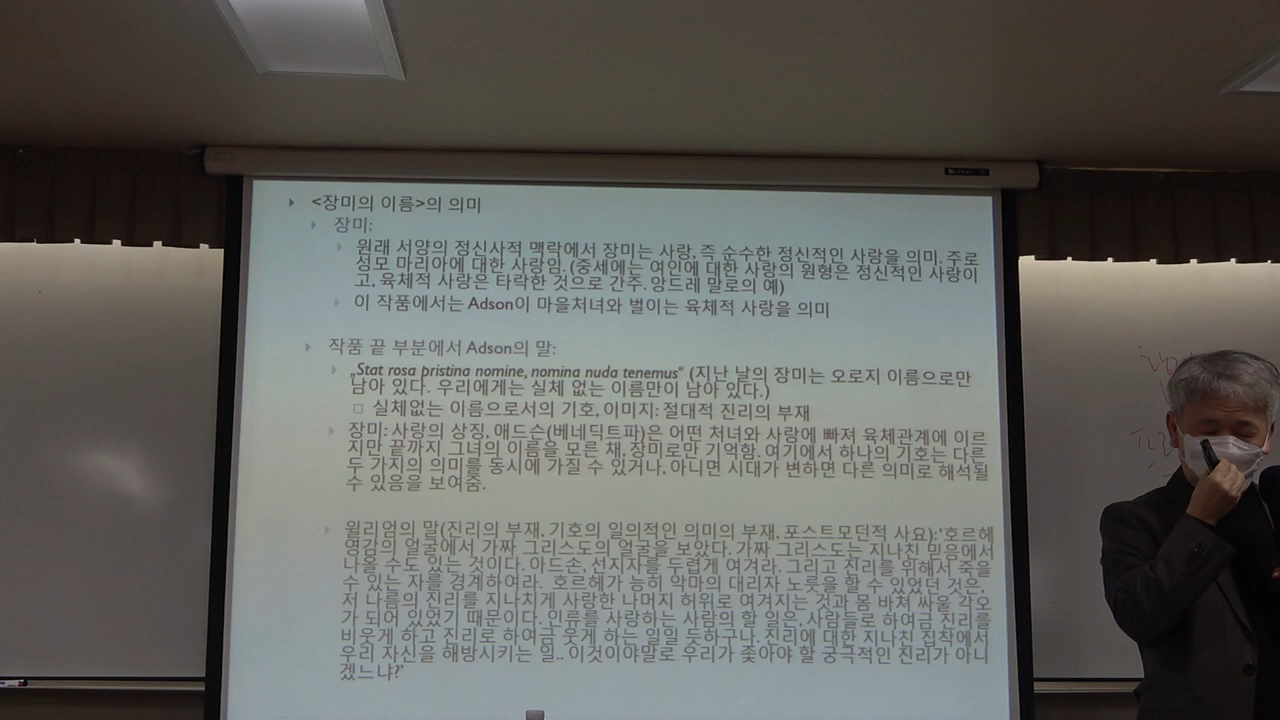 <장미의 이름>의 의미
장미:
원래 서양의 정신사적 맥락에서 장미는 사랑, 즉 순수한 정신적인 사랑을 의미. 주로
성모 마리아에 대한 사랑임. (중세에는 여인에 대한 사랑의 원형은 정신적인 사랑이
고, 육체적 사랑은 타락한 것으로 간주. 앙드레 말로의 예)
이 작품에서는 Adson이 마을처녀와 벌이는 육체적 사랑을 의미
작품 끝 부분에서 Adson의 말:
„Stat rosa pristina nomine, nomina nuda tenemus“ (지난 날의 장미는 오로지 이름으로만
남아 있다. 우리에게는 실체 없는 이름만이 남아 있다.)
실체없는 이름으로서의 기호, 이미지: 절대적 진리의 부재
장미: 사랑의 상징, 애드슨(베네딕트파)은 어떤 처녀와 사랑에 빠져 육체관계에 이르
지만 끝까지 그녀의 이름을 모른 채, 장미로만 기억함. 여기에서 하나의 기호는 다른
두 가지의 의미를 동시에 가질 수 있거나, 아니면 시대가 변하면 다른 의미로 해석될
수 있음을 보여줌.
윌리엄의 말(진리의 부재, 기호의 일의적인 의미의 부재, 포스트모던적 사요):‘호르헤
영감의 얼굴에서 가짜 그리스도의 얼굴을 보았다. 가짜 그리스도는 지나친 믿음에서
나올 수도 있는 것이다. 아드손, 선지자를 두렵게 여겨라. 그리고 진리를 위해서 죽을
수 있는 자를 경계하여라. 호르헤가 능히 악마의 대리자 노릇을 할 수 있었던 것은,
저 나름의 진리를 지나치게 사랑한 나머지 허위로 여겨지는 것과 몸 바쳐 싸울 각오
가 되어 있었기 때문이다. 인류를 사랑하는 사람의 할 일은, 사람들로 하여금 진리를
비웃게 하고 진리로 하여금 웃게 하는 일일 듯하구나. 진리에 대한 지나친 집착에서
우리 자신을 해방시키는 일.. 이것이야말로 우리가 좇아야 할 궁극적인 진리가 아니
겠느냐?’